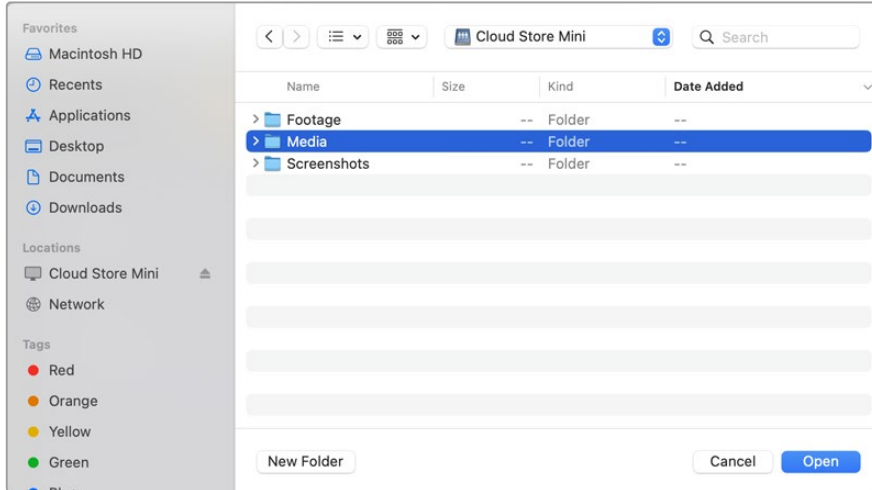 Favorites
Macintosh HD
Recents
Applications
Desktop
Documents
Downloads
Locations
Cloud Store Mini
Network
Tags
Red
Orange
Yellow
Green
Cloud Store Mini
Search
Name Size Kind Date Added
Footage -- Folder --
Media -- Folder --
Screenshots -- Folder --
New Folder Cancel Open